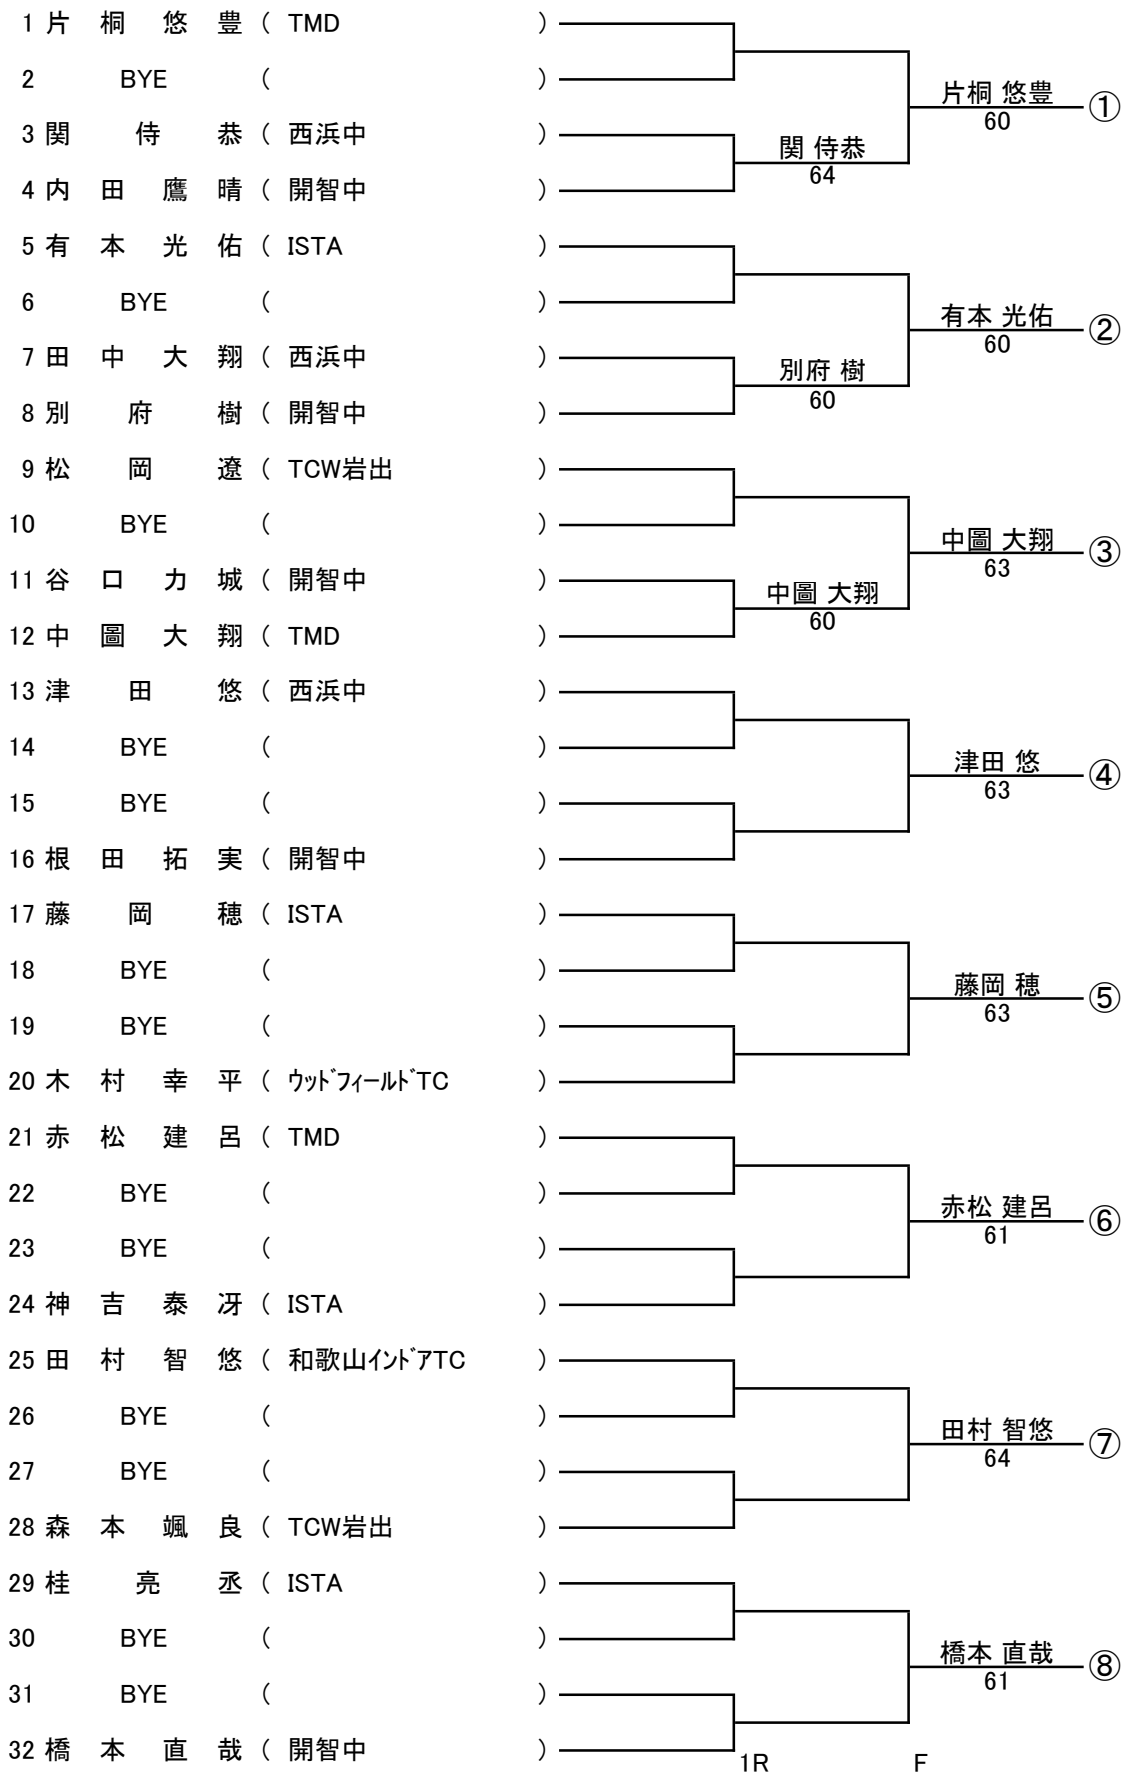 1 片 桐 悠 豊 ( TMD )
2 BYE ( )
片桐 悠豊 ①
60
3 関 侍 恭 ( 西浜中 )
関 侍恭
64
4 内 田 鷹 晴 ( 開智中 )
5 有 本 光 佑 ( ISTA )
6 BYE ( )
有本 光佑 ②
60
7 田 中 大 翔 ( 西浜中 )
別府 樹
60
8 別 府 樹 ( 開智中 )
9 松 岡 遼 ( TCW岩出 )
10 BYE ( )
中圖 大翔 ③
63
11 谷 口 力 城 ( 開智中 )
中圖 大翔
60
12 中 圖 大 翔 ( TMD )
13 津 田 悠 ( 西浜中 )
14 BYE ( )
津田 悠 ④
63
15 BYE ( )
16 根 田 拓 実 ( 開智中 )
17 藤 岡 穂 ( ISTA )
18 BYE ( )
藤岡 穂 ⑤
63
19 BYE ( )
20 木 村 幸 平 ( ウッドフィールドTC )
21 赤 松 建 呂 ( TMD )
22 BYE ( )
赤松 建呂 ⑥
61
23 BYE ( )
24 神 吉 泰 冴 ( ISTA )
25 田 村 智 悠 ( 和歌山インドアTC )
26 BYE ( )
田村 智悠 ⑦
64
27 BYE ( )
28 森 本 颯 良 ( TCW岩出 )
29 桂 亮 丞 ( ISTA )
30 BYE ( )
橋本 直哉 ⑧
61
31 BYE ( )
32 橋 本 直 哉 ( 開智中 )
1R F